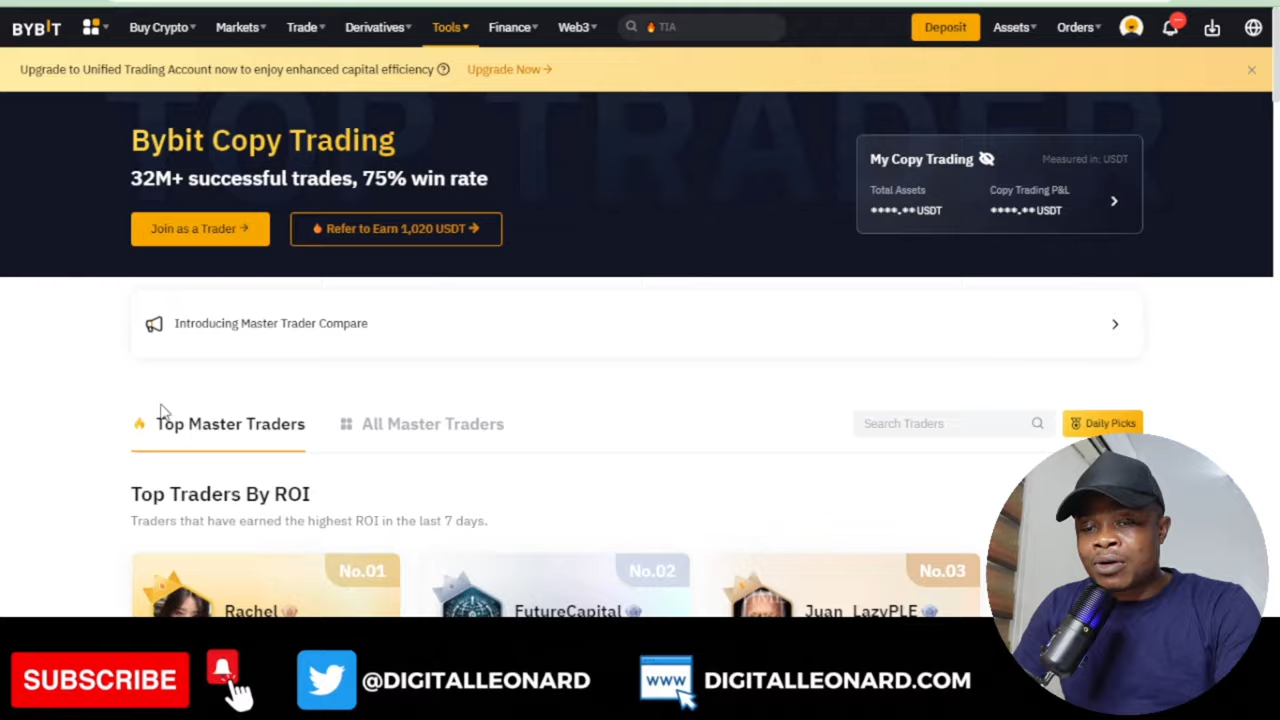 BYBIT Buy Crypto Markets Trade Derivatives Tools Finance Web3 TIA Deposit Assets Orders
Upgrade to Unified Trading Account now to enjoy enhanced capital efficiency Upgrade Now →
TOP TRADER
Bybit Copy Trading
32M+ successful trades, 75% win rate
Join as a Trader → Refer to Earn 1,020 USDT →
My Copy Trading Measured in: USDT
Total Assets Copy Trading P&L
****.** USDT ****.** USDT
Introducing Master Trader Compare
Top Master Traders All Master Traders Search Traders Daily Picks
Top Traders By ROI
Traders that have earned the highest ROI in the last 7 days.
No.01 No.02 No.03
Rachel FutureCapital Juan_LazyPLE
SUBSCRIBE @DIGITALLEONARD WWW DIGITALLEONARD.COM